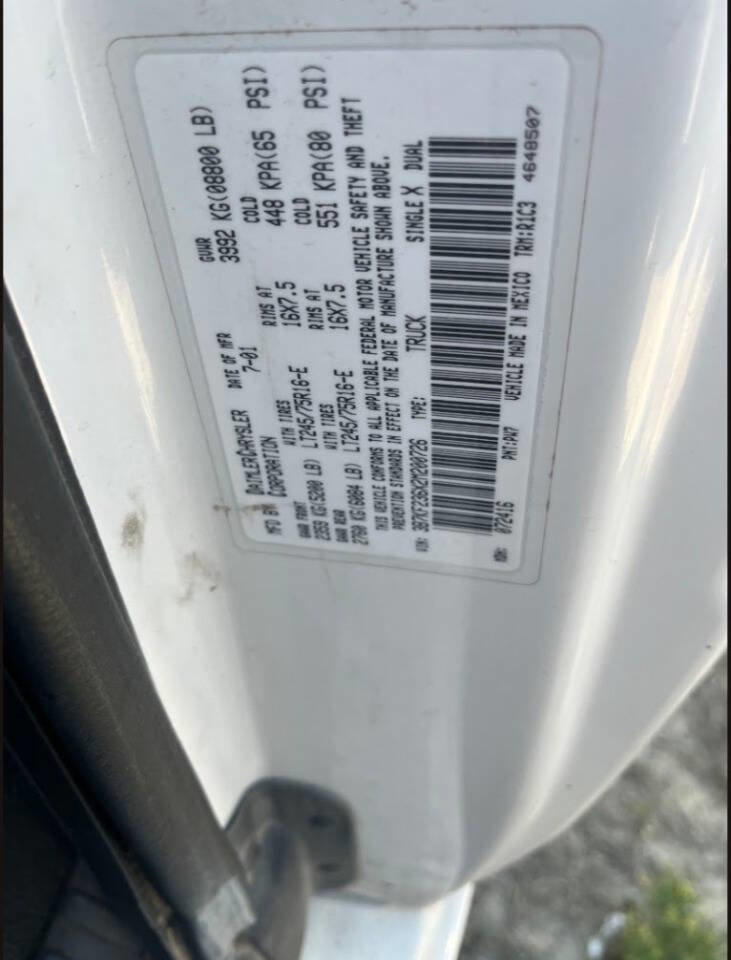 MFD BY DAIMLERCHRYSLER CORPORATION
DATE OF MFR 7-01
GVWR 3992 KG(08800 LB)
GAWR FRONT WITH TIRES RIMS AT COLD
2359 KG(5200 LB) LT245/75R16-E 16X7.5 448 KPA(65 PSI)
GAWR REAR WITH TIRES RIMS AT COLD
2760 KG(6084 LB) LT245/75R16-E 16X7.5 551 KPA(80 PSI)
THIS VEHICLE CONFORMS TO ALL APPLICABLE FEDERAL MOTOR VEHICLE SAFETY AND THEFT
PREVENTION STANDARDS IN EFFECT ON THE DATE OF MANUFACTURE SHOWN ABOVE.
VIN: 3B7KF236X2M200726 TYPE: TRUCK SINGLE X DUAL
MDH: 072416 PNT:PW7 VEHICLE MADE IN MEXICO TRM:R1C3 4648507